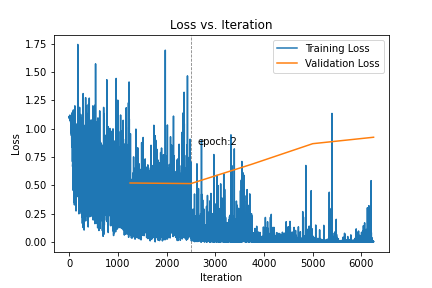 Loss vs. Iteration
Training Loss
Validation Loss
1.75
1.50
1.25
1.00
0.75
0.50
0.25
0.00
Loss
epoch:2
0
1000
2000
3000
4000
5000
6000
Iteration